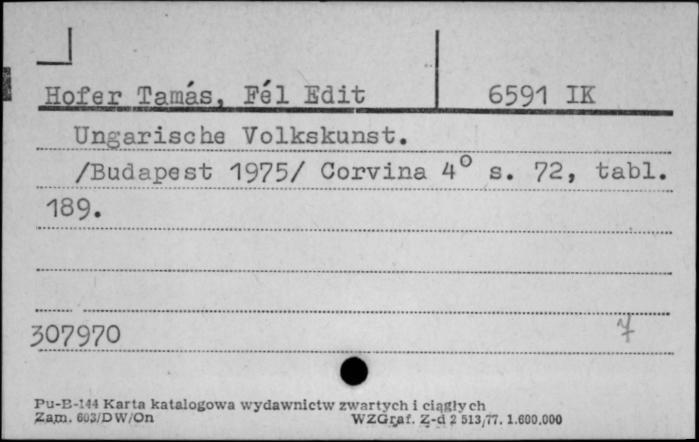 Hofer Tamás, Fél Edit 6591 IK
Ungarische Volkskunst.
/Budapest 1975/ Corvina 4° s. 72, tabl.
189.
307970 7
Pu-B-144 Karta katalogowa wydawnictw zwartych i ciągłych
Zam. 603/DW/On WZGraf. Z-d 2 513/77. 1.600.000